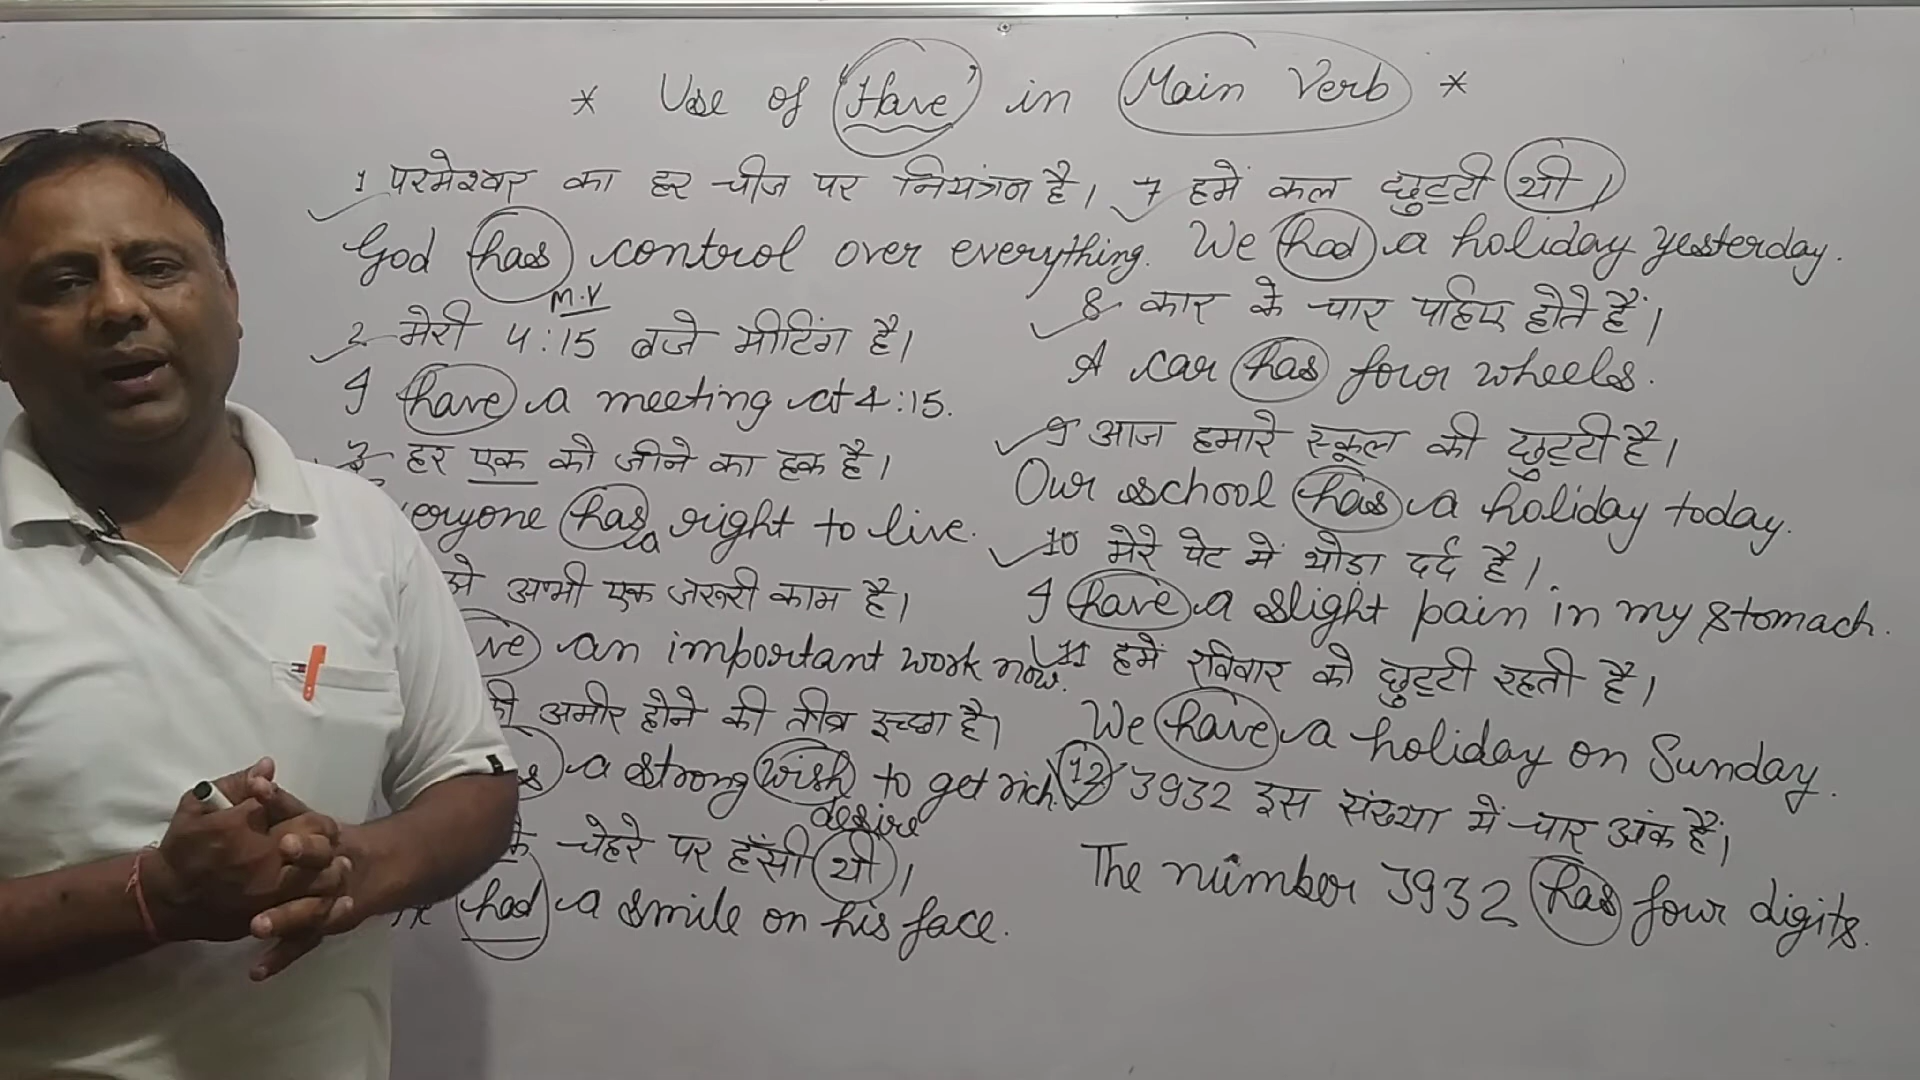 * Use of 'Have' in Main Verb *
1 परमेश्वर का हर चीज पर नियंत्रन है।
God has control over everything.
M.V
2 मेरी 4:15 बजे मीटिंग है।
I have a meeting at 4:15.
3 हर एक को जीने का हक है।
eryone has a right to live.
अभी एक जरूरी काम है।
ve an important work now.
की अमीर होने की तीव्र इच्छा है।
s a strong wish to get rich.
desire
के चेहरे पर हँसी थी।
had a smile on his face.
7 हमें कल छुट्टी थी।
We had a holiday yesterday.
8 कार के चार पहिए होते हैं।
A car has four wheels.
9 आज हमारे स्कूल की छुट्टी है।
Our school has a holiday today.
10 मेरे पेट में थोडा दर्द है।
I have a slight pain in my stomach.
11 हमें रविवार को छुट्टी रहती है।
We have a holiday on Sunday.
12 3932 इस संख्या में चार अंक हैं।
The number 3932 has four digits.